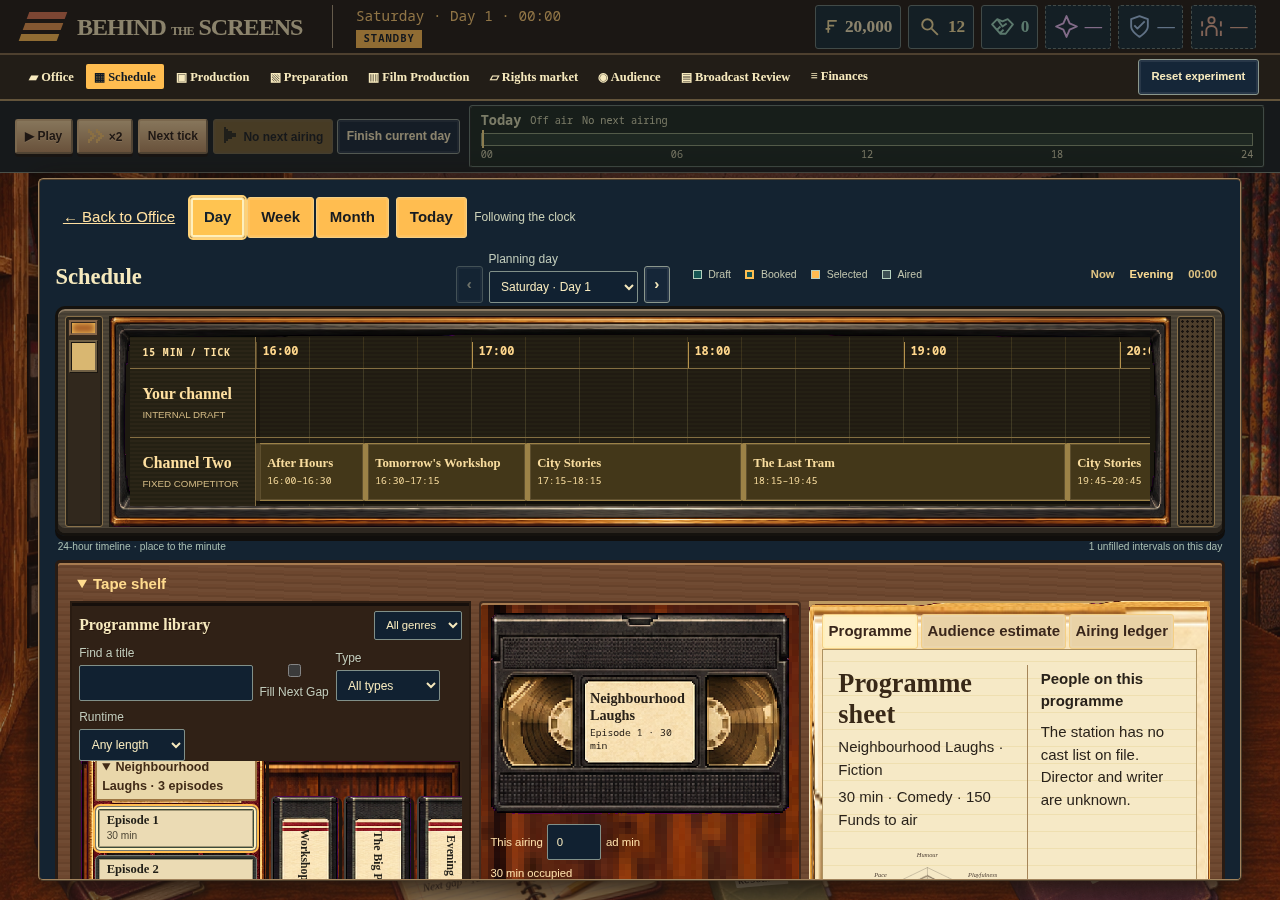 BEHIND THE SCREENS
Saturday · Day 1 · 00:00
STANDBY
20,000
12
0
—
—
—
Office
Schedule
Production
Preparation
Film Production
Rights market
Audience
Broadcast Review
Finances
Reset experiment
▶ Play
×2
Next tick
No next airing
Finish current day
Today Off air No next airing
00 06 12 18 24
← Back to Office
Day
Week
Month
Today
Following the clock
Schedule
Planning day
‹
Saturday · Day 1
›
Draft
Booked
Selected
Aired
Now Evening 00:00
15 MIN / TICK
16:00 17:00 18:00 19:00
Your channel
INTERNAL DRAFT
Channel Two
FIXED COMPETITOR
After Hours
16:00–16:30
Tomorrow's Workshop
16:30–17:15
City Stories
17:15–18:15
The Last Tram
18:15–19:45
City Stories
19:45–20:45
24-hour timeline · place to the minute
1 unfilled intervals on this day
▼ Tape shelf
Programme library
All genres
Find a title
Fill Next Gap
Type
All types
Runtime
Any length
▼ Neighbourhood
Laughs · 3 episodes
Episode 1
30 min
Episode 2
Workshop
The Big
Evening
Neighbourhood
Laughs
Episode 1 · 30
min
This airing
0
ad min
30 min occupied
Programme
Audience estimate
Airing ledger
Programme
sheet
Neighbourhood Laughs ·
Fiction
30 min · Comedy · 150
Funds to air
Humour
Pace
Playfulness
People on this
programme
The station has no
cast list on file.
Director and writer
are unknown.
Next gap